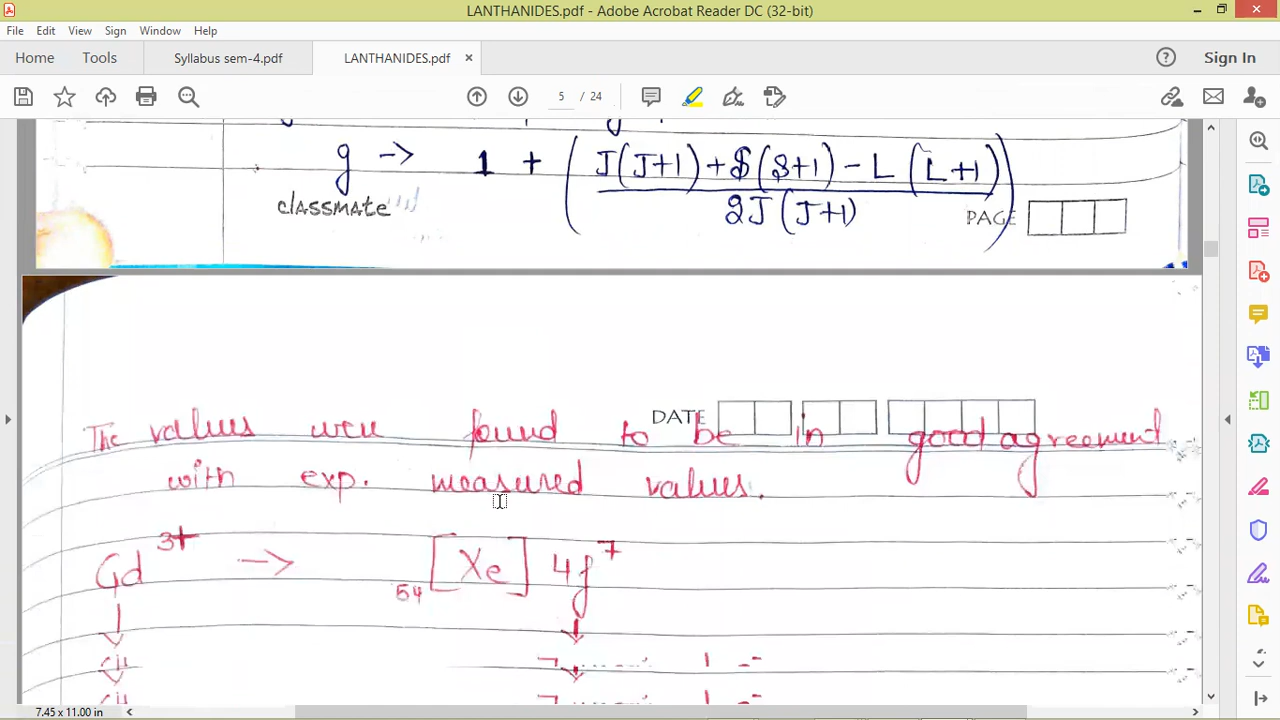 LANTHANIDES.pdf - Adobe Acrobat Reader DC (32-bit)
File Edit View Sign Window Help
Home Tools Syllabus sem-4.pdf LANTHANIDES.pdf × Sign In
5 / 24
g → 1 + ( J(J+1) + S(S+1) - L(L+1) / 2J(J+1) )
classmate
PAGE
DATE
The values were found to be in good agreement
with exp. measured values.
Gd³⁺ → ₅₄[Xe] 4f⁷
7.45 x 11.00 in